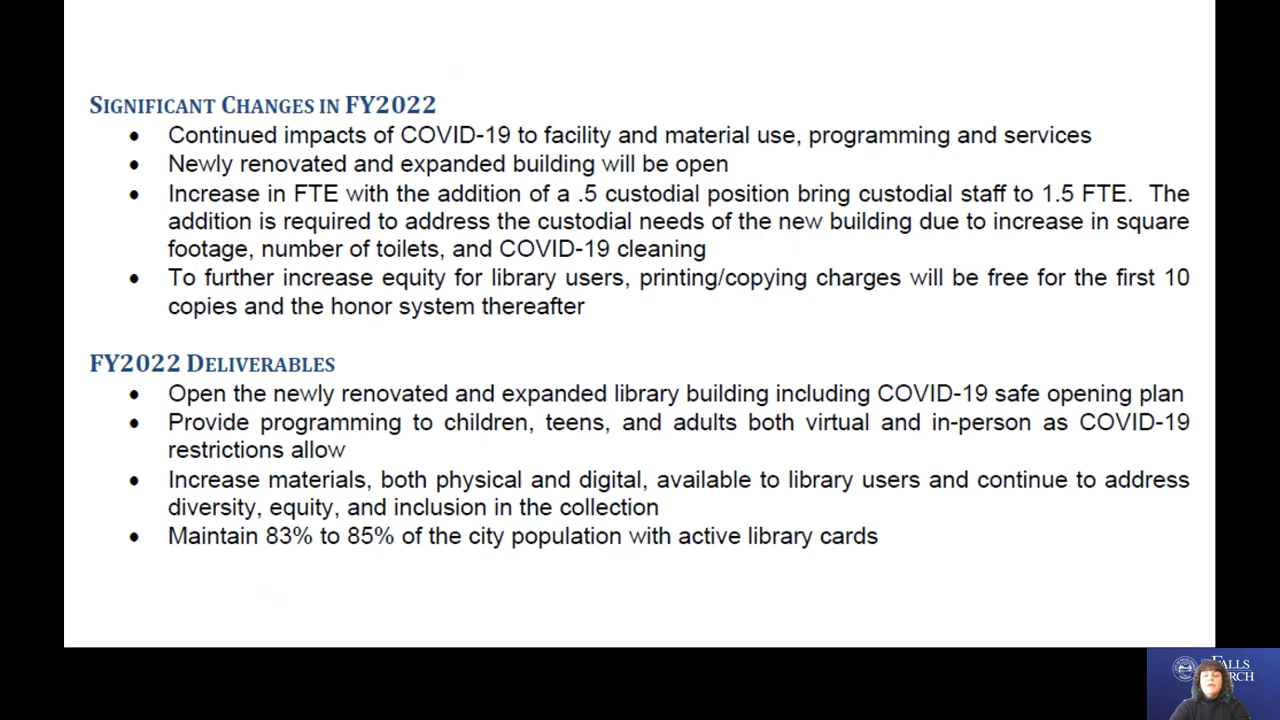 SIGNIFICANT CHANGES IN FY2022
• Continued impacts of COVID-19 to facility and material use, programming and services
• Newly renovated and expanded building will be open
• Increase in FTE with the addition of a .5 custodial position bring custodial staff to 1.5 FTE. The
addition is required to address the custodial needs of the new building due to increase in square
footage, number of toilets, and COVID-19 cleaning
• To further increase equity for library users, printing/copying charges will be free for the first 10
copies and the honor system thereafter
FY2022 DELIVERABLES
• Open the newly renovated and expanded library building including COVID-19 safe opening plan
• Provide programming to children, teens, and adults both virtual and in-person as COVID-19
restrictions allow
• Increase materials, both physical and digital, available to library users and continue to address
diversity, equity, and inclusion in the collection
• Maintain 83% to 85% of the city population with active library cards
FALLS